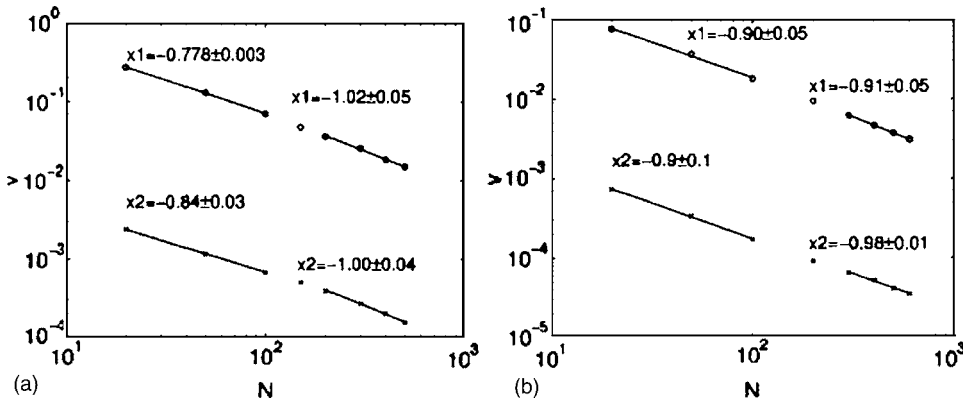 10^0
10^-1
10^-2
10^-3
10^-4
v
x1=-0.778±0.003
x1=-1.02±0.05
x2=-0.84±0.03
x2=-1.00±0.04
10^1
10^2
10^3
(a)
N
10^-1
10^-2
10^-3
10^-4
10^-5
v
x1=-0.90±0.05
x1=-0.91±0.05
x2=-0.9±0.1
x2=-0.98±0.01
10^1
10^2
10^3
(b)
N